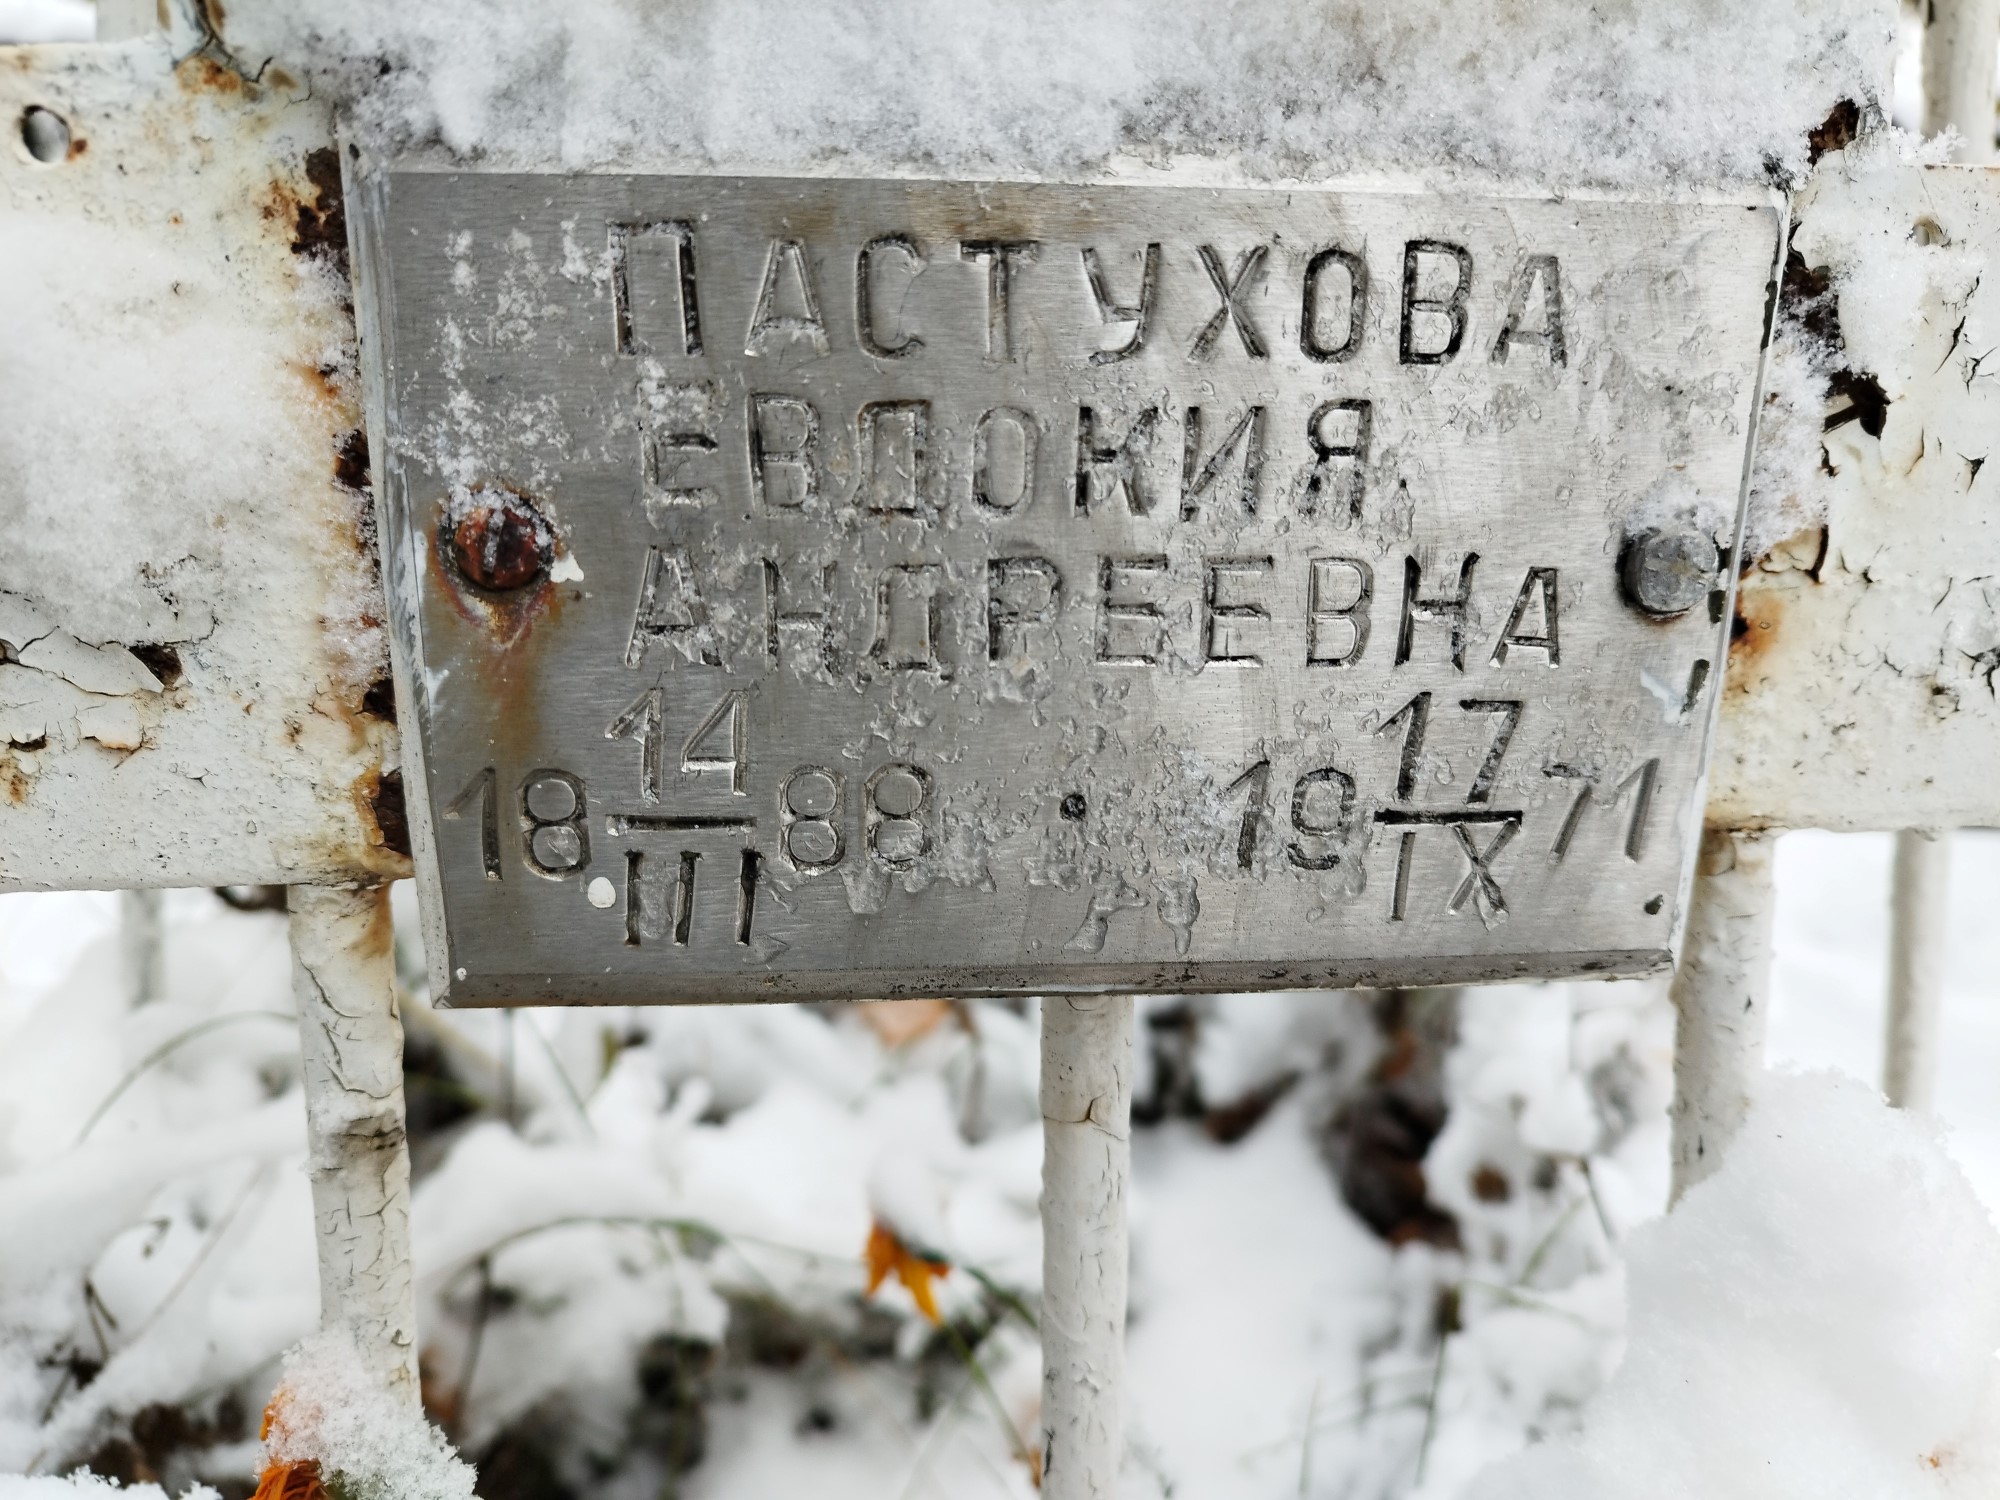 ПАСТУХОВА
ЕВДОКИЯ
АНДРЕЕВНА
18 14/III 88 · 19 17/IX 71